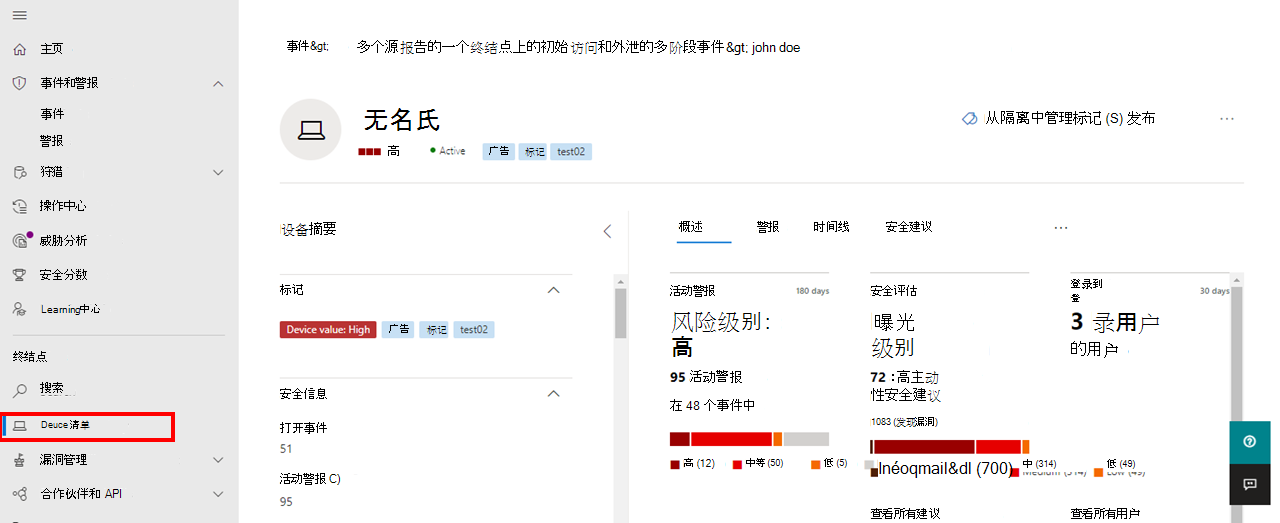 主页
事件和警报
事件
警报
狩猎
操作中心
威胁分析
安全分数
Learning中心
终结点
搜索
Deuce 清单
漏洞管理
合作伙伴和 API
事件&gt; 多个源报告的一个终结点上的初始访问和外泄的多阶段事件&gt; john doe
无名氏
高 Active 广告 标记 test02
从隔离中管理标记 (S) 发布
设备摘要
标记
Device value: High 广告 标记 test02
安全信息
打开事件
51
活动警报 C)
95
概述 警报 时间线 安全建议
活动警报 180 days
风险级别：
高
95 活动警报
在 48 个事件中
高 (12) 中等 (50) 低 (5)
安全评估
曝光
级别
72 ：高主动
性安全建议
1083 (发现漏洞)
Inéoqmail&dl (700) 中 (314) 低 (49)
查看所有建议
登录到
登 30 days
3 录用户
的用户
查看所有用户